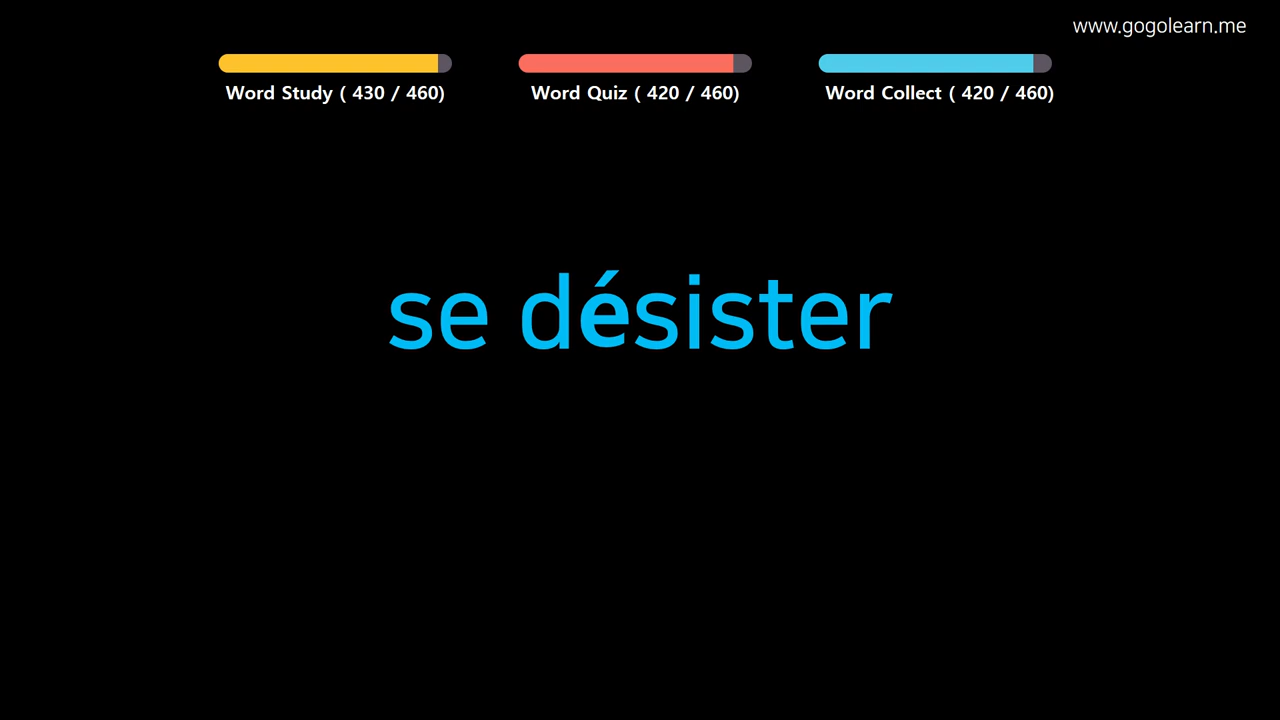 www.gogolearn.me
Word Study ( 430 / 460)
Word Quiz ( 420 / 460)
Word Collect ( 420 / 460)
se désister